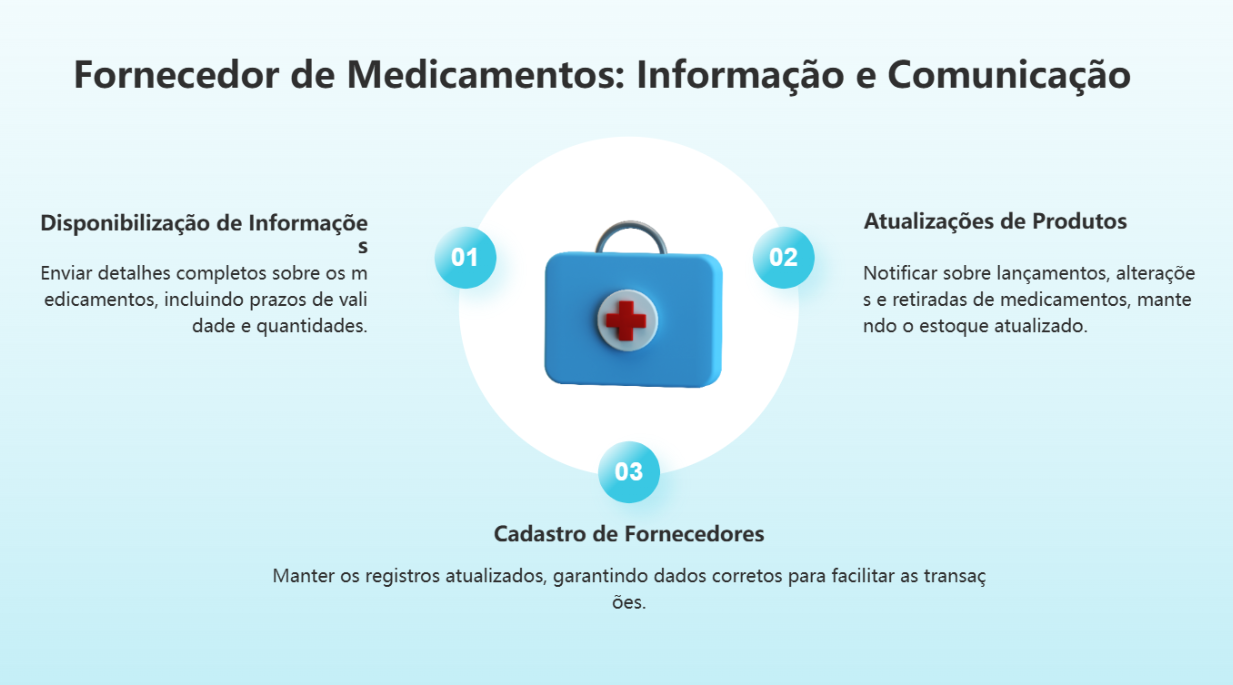 Fornecedor de Medicamentos: Informação e Comunicação
Disponibilização de Informaçõe
s
Enviar detalhes completos sobre os m
edicamentos, incluindo prazos de vali
dade e quantidades.
01
02
Atualizações de Produtos
Notificar sobre lançamentos, alteraçõe
s e retiradas de medicamentos, mante
ndo o estoque atualizado.
03
Cadastro de Fornecedores
Manter os registros atualizados, garantindo dados corretos para facilitar as transaç
ões.